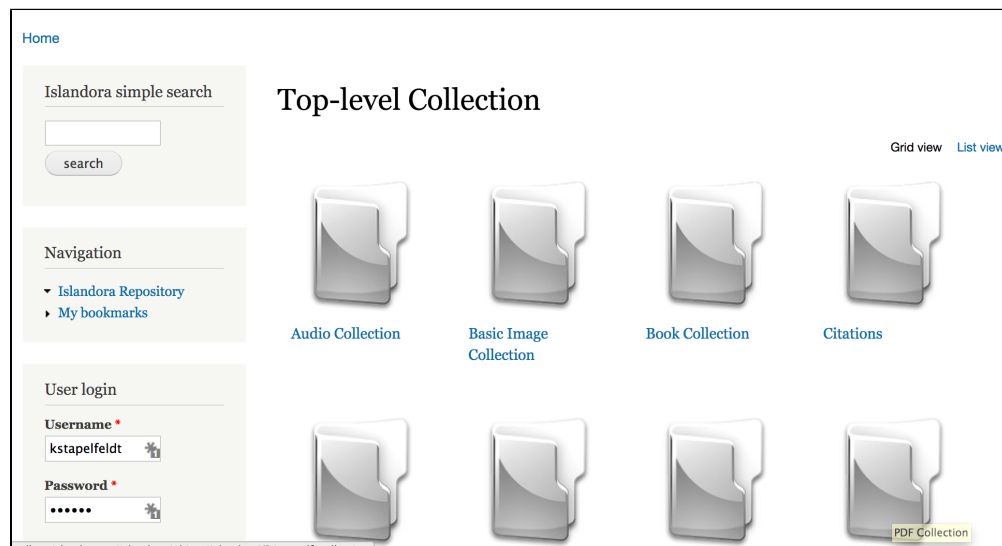 Home
Islandora simple search
search
Navigation
Islandora Repository
My bookmarks
User login
Username *
kstapelfeldt
Password *
••••••
Top-level Collection
Grid view List view
Audio Collection
Basic Image
Collection
Book Collection
Citations
PDF Collection